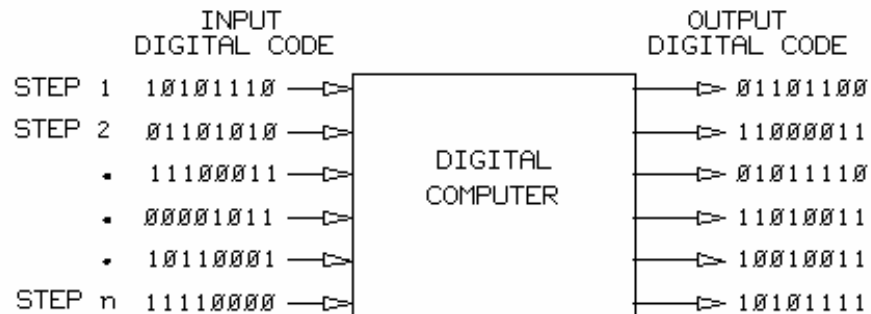 INPUT OUTPUT
DIGITAL CODE DIGITAL CODE
STEP 1 10101110 01101100
STEP 2 01101010 11000011
. 11100011 DIGITAL 01011110
. 00001011 COMPUTER 11010011
. 10110001 10010011
STEP n 11110000 10101111